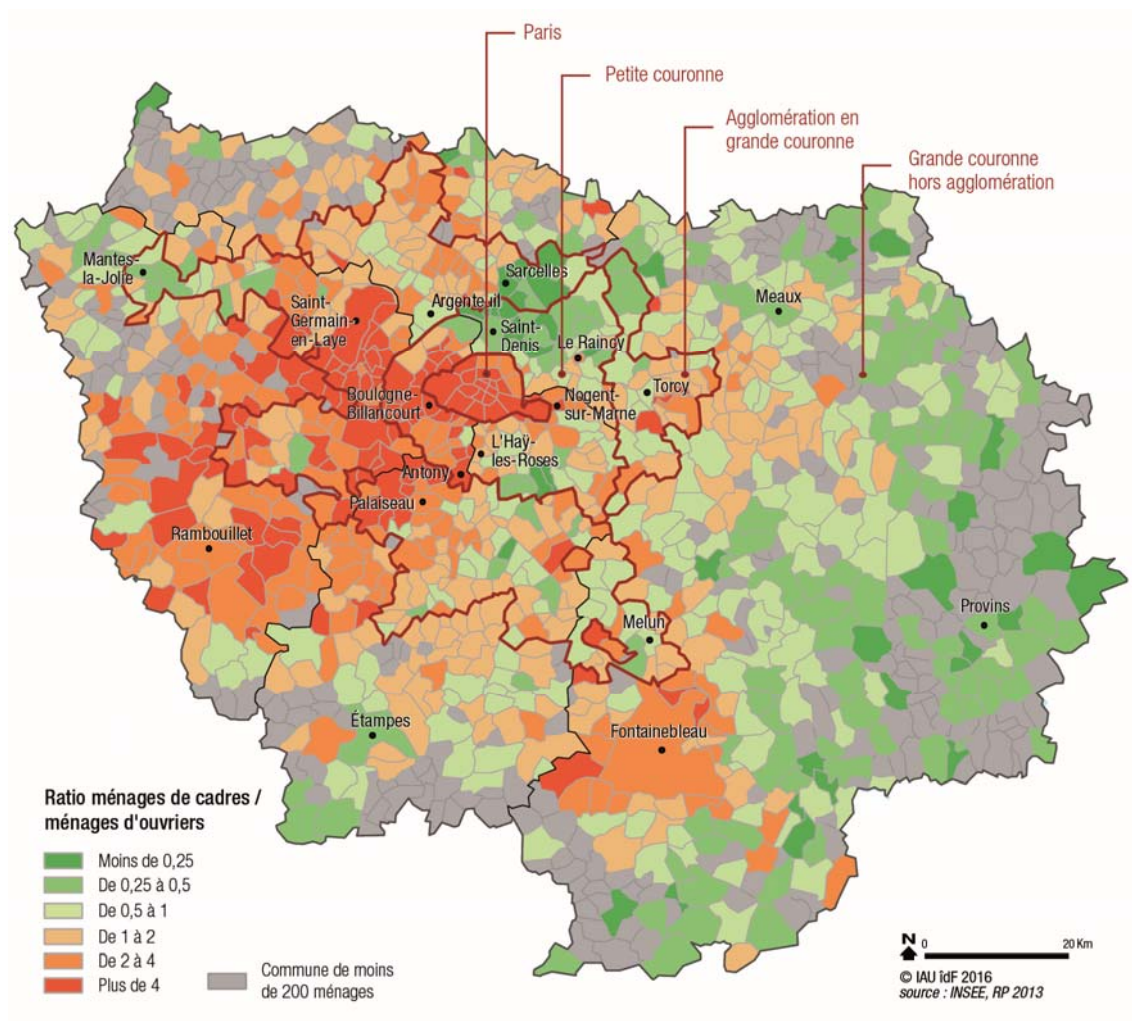 Paris
Petite couronne
Agglomération en
grande couronne
Grande couronne
hors agglomération
Mantes-
la-Jolie
Sarcelles
Meaux
Saint-
Germain-
en-Laye
Argenteuil
Saint-
Denis
Le Raincy
Torcy
Boulogne-
Billancourt
Nogent-
sur-Marne
L'Haÿ-
les-Roses
Antony
Palaiseau
Rambouillet
Provins
Melun
Étampes
Fontainebleau
Ratio ménages de cadres /
ménages d'ouvriers
Moins de 0,25
De 0,25 à 0,5
De 0,5 à 1
De 1 à 2
De 2 à 4
Plus de 4
Commune de moins
de 200 ménages
N 0 20 Km
© IAU îdF 2016
source : INSEE, RP 2013